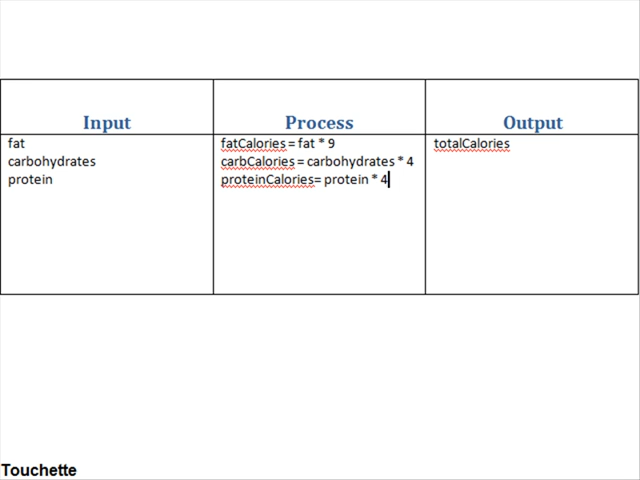 Input
Process
Output
fat
carbohydrates
protein
fatCalories = fat * 9
carbCalories = carbohydrates * 4
proteinCalories= protein * 4
totalCalories
Touchette